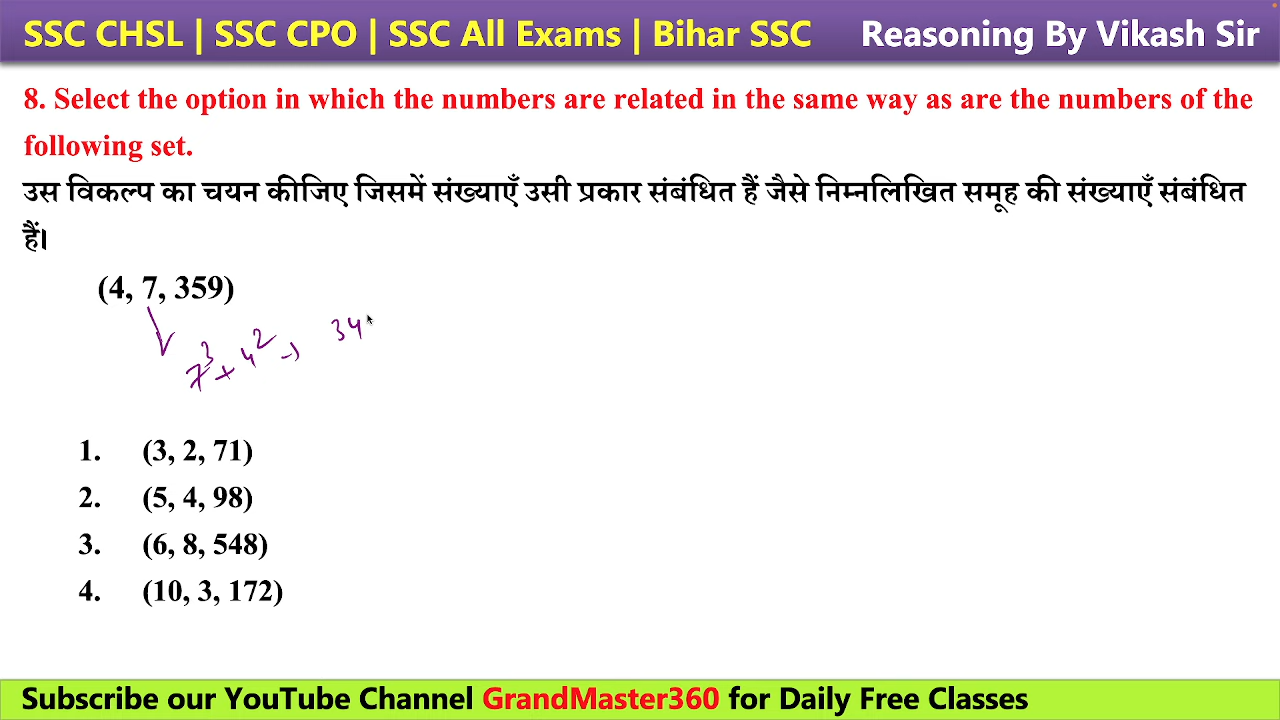 SSC CHSL | SSC CPO | SSC All Exams | Bihar SSC Reasoning By Vikash Sir
8. Select the option in which the numbers are related in the same way as are the numbers of the
following set.
उस विकल्प का चयन कीजिए जिसमें संख्याएँ उसी प्रकार संबंधित हैं जैसे निम्नलिखित समूह की संख्याएँ संबंधित
हैं।
(4, 7, 359)
7³ + 4² → 34
1. (3, 2, 71)
2. (5, 4, 98)
3. (6, 8, 548)
4. (10, 3, 172)
Subscribe our YouTube Channel GrandMaster360 for Daily Free Classes